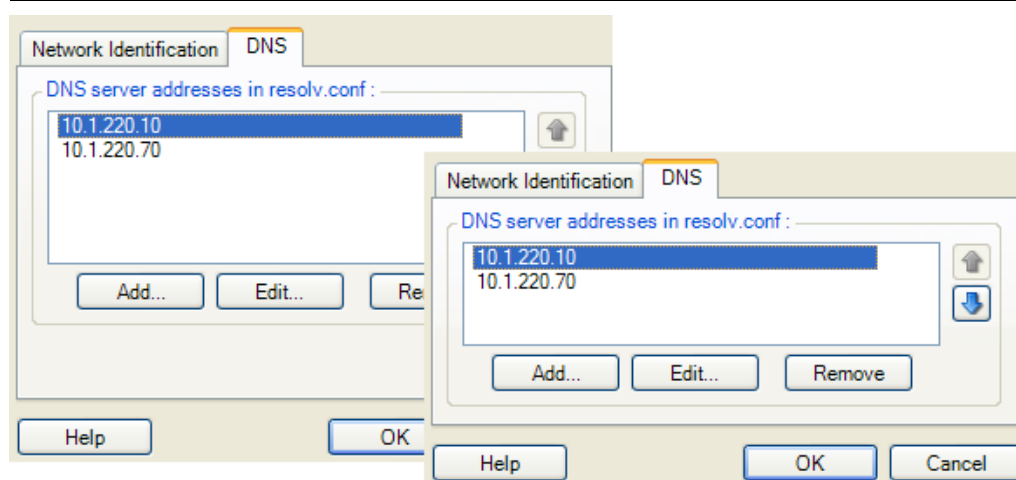 Network Identification DNS
DNS server addresses in resolv.conf :
10.1.220.10
10.1.220.70
Add... Edit... Re
Help OK
Network Identification DNS
DNS server addresses in resolv.conf :
10.1.220.10
10.1.220.70
Add... Edit... Remove
Help OK Cancel